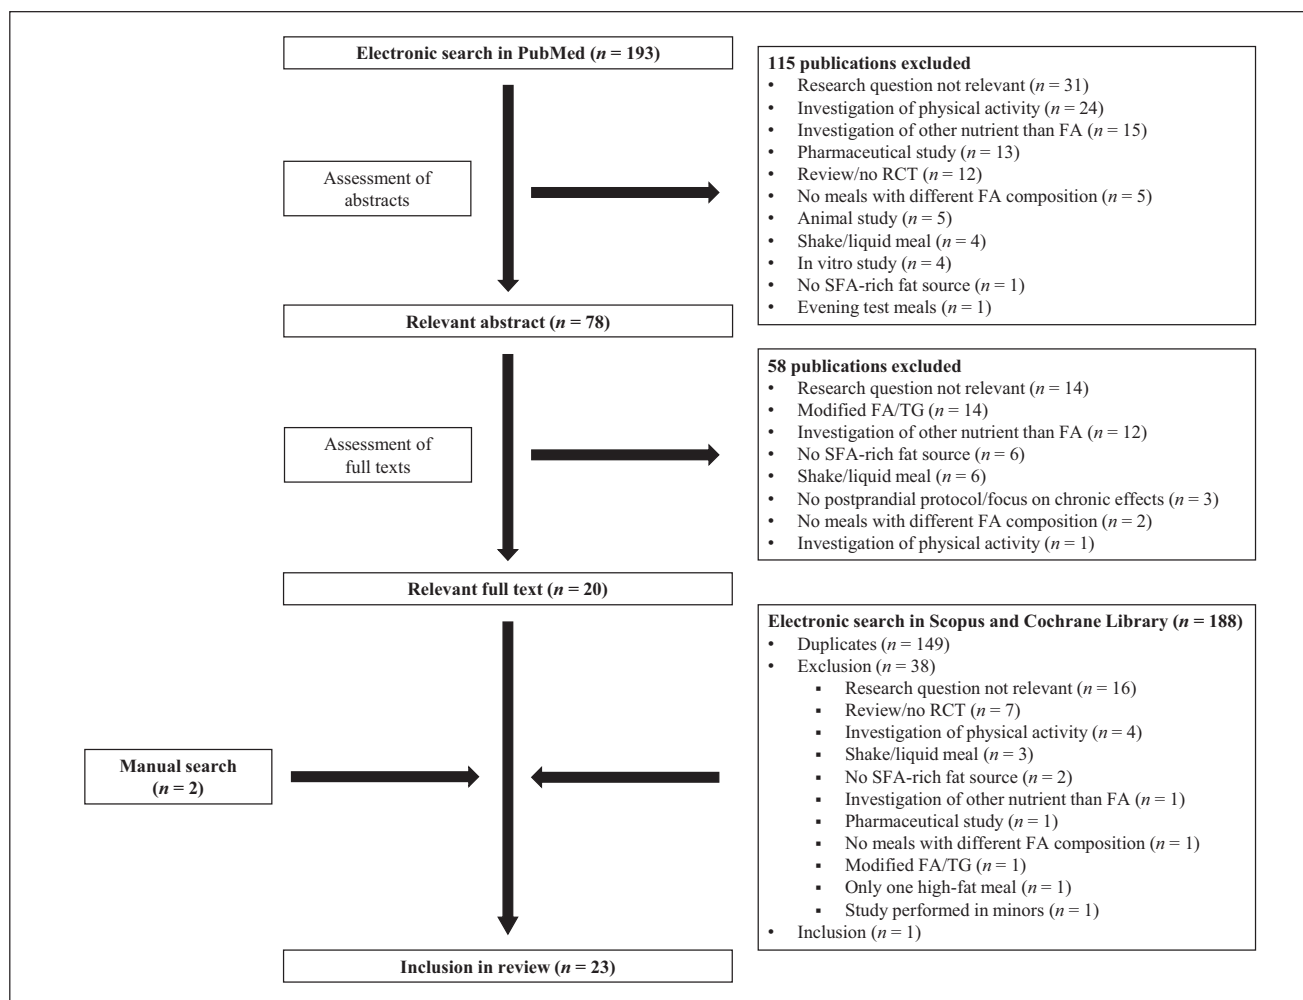 Electronic search in PubMed (n = 193)
115 publications excluded
• Research question not relevant (n = 31)
• Investigation of physical activity (n = 24)
• Investigation of other nutrient than FA (n = 15)
• Pharmaceutical study (n = 13)
• Review/no RCT (n = 12)
• No meals with different FA composition (n = 5)
• Animal study (n = 5)
• Shake/liquid meal (n = 4)
• In vitro study (n = 4)
• No SFA-rich fat source (n = 1)
• Evening test meals (n = 1)
Assessment of
abstracts
Relevant abstract (n = 78)
58 publications excluded
• Research question not relevant (n = 14)
• Modified FA/TG (n = 14)
• Investigation of other nutrient than FA (n = 12)
• No SFA-rich fat source (n = 6)
• Shake/liquid meal (n = 6)
• No postprandial protocol/focus on chronic effects (n = 3)
• No meals with different FA composition (n = 2)
• Investigation of physical activity (n = 1)
Assessment of
full texts
Relevant full text (n = 20)
Electronic search in Scopus and Cochrane Library (n = 188)
• Duplicates (n = 149)
• Exclusion (n = 38)
▪ Research question not relevant (n = 16)
▪ Review/no RCT (n = 7)
▪ Investigation of physical activity (n = 4)
▪ Shake/liquid meal (n = 3)
▪ No SFA-rich fat source (n = 2)
▪ Investigation of other nutrient than FA (n = 1)
▪ Pharmaceutical study (n = 1)
▪ No meals with different FA composition (n = 1)
▪ Modified FA/TG (n = 1)
▪ Only one high-fat meal (n = 1)
▪ Study performed in minors (n = 1)
• Inclusion (n = 1)
Manual search
(n = 2)
Inclusion in review (n = 23)